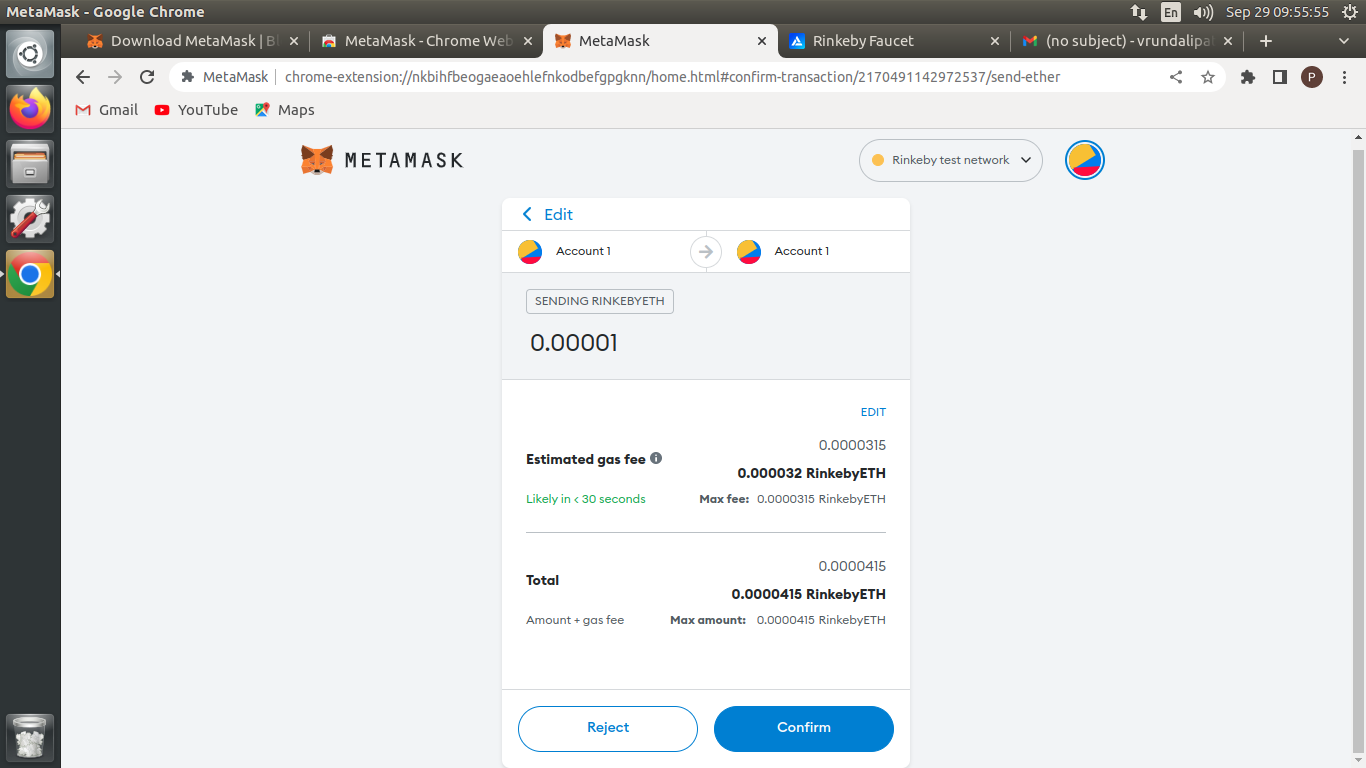 MetaMask - Google Chrome
En
Sep 29 09:55:55
Download MetaMask | Bl
MetaMask - Chrome Web
MetaMask
Rinkeby Faucet
(no subject) - vrundalipat
MetaMask
chrome-extension://nkbihfbeogaeaoehlefnkodbefgpgknn/home.html#confirm-transaction/2170491142972537/send-ether
P
Gmail
YouTube
Maps
METAMASK
Rinkeby test network
Edit
Account 1
Account 1
SENDING RINKEBYETH
0.00001
EDIT
0.0000315
Estimated gas fee
0.000032 RinkebyETH
Likely in < 30 seconds
Max fee: 0.0000315 RinkebyETH
0.0000415
Total
0.0000415 RinkebyETH
Amount + gas fee
Max amount: 0.0000415 RinkebyETH
Reject
Confirm